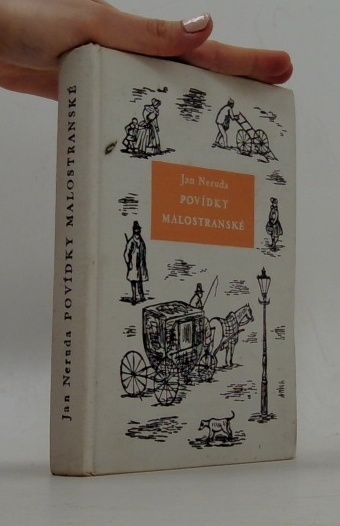 Jan Neruda POVÍDKY MALOSTRANSKÉ
Jan Neruda
POVÍDKY
MALOSTRANSKÉ